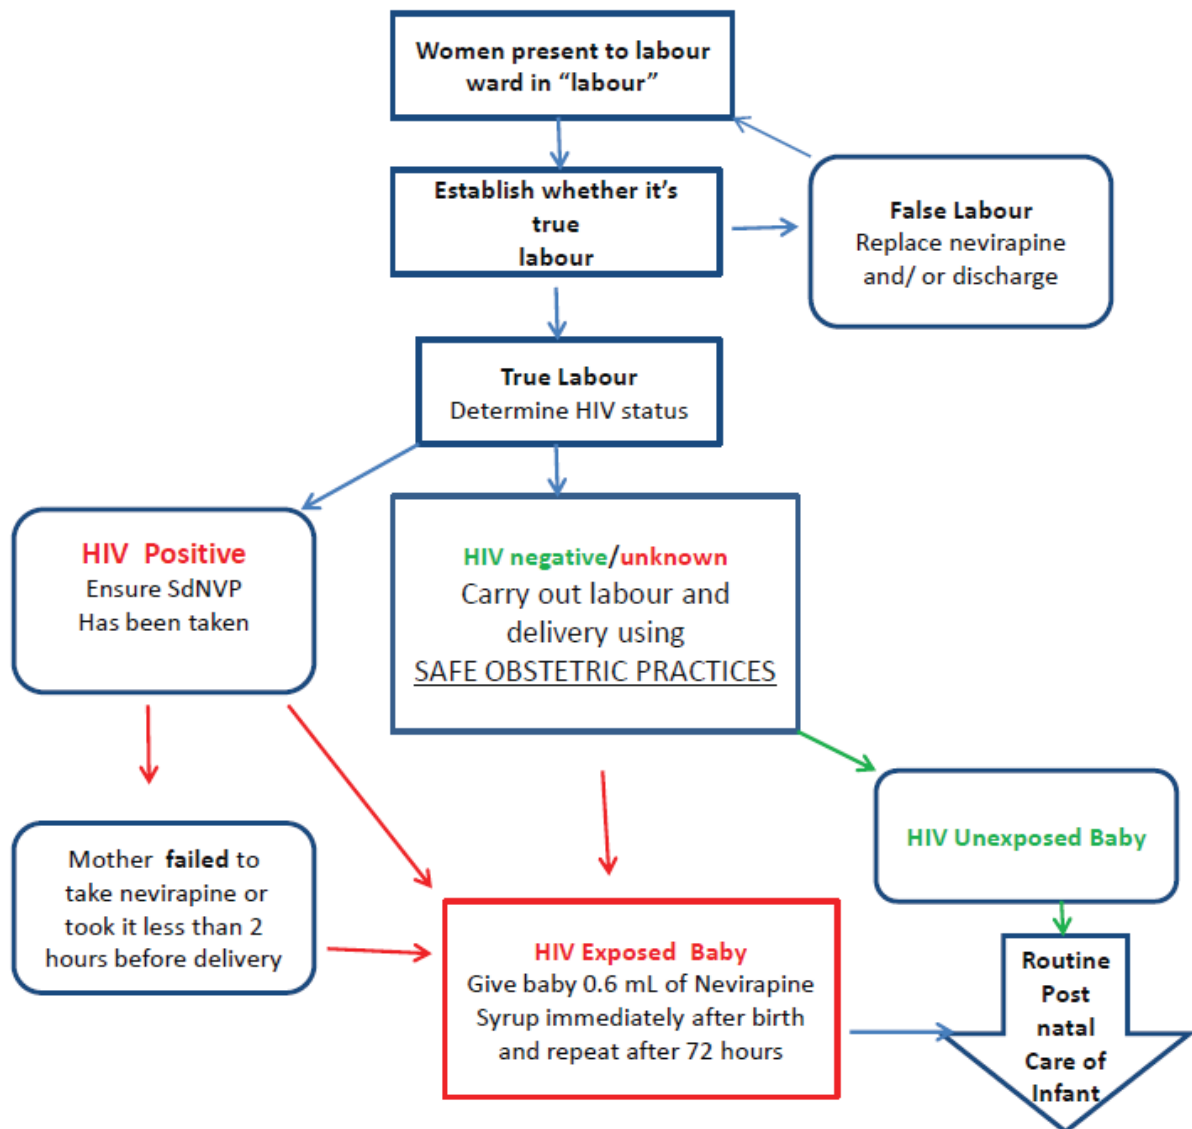 Women present to labour
ward in “labour”
Establish whether it’s
true
labour
False Labour
Replace nevirapine
and/ or discharge
True Labour
Determine HIV status
HIV Positive
Ensure SdNVP
Has been taken
HIV negative/unknown
Carry out labour and
delivery using
SAFE OBSTETRIC PRACTICES
Mother failed to
take nevirapine or
took it less than 2
hours before delivery
HIV Exposed Baby
Give baby 0.6 mL of Nevirapine
Syrup immediately after birth
and repeat after 72 hours
HIV Unexposed Baby
Routine
Post
natal
Care of
Infant